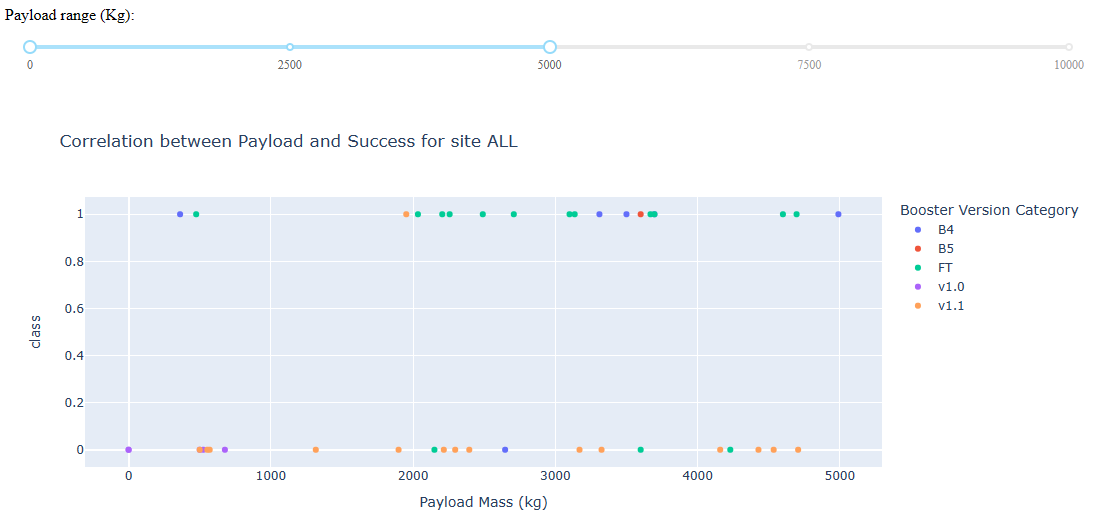 Payload range (Kg):
0 2500 5000 7500 10000
Correlation between Payload and Success for site ALL
Booster Version Category
B4
B5
FT
v1.0
v1.1
1
0.8
0.6
0.4
0.2
0
class
0 1000 2000 3000 4000 5000
Payload Mass (kg)